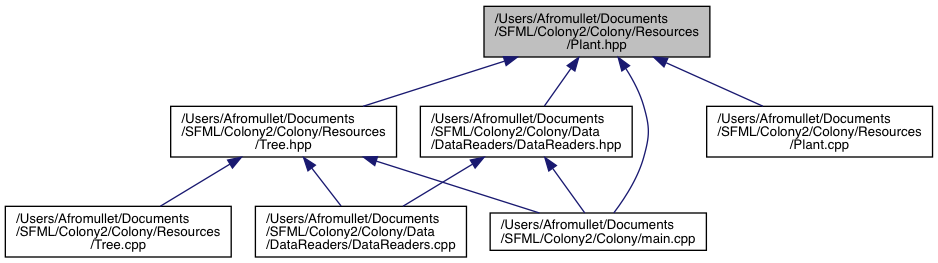 /Users/Afromullet/Documents
/SFML/Colony2/Colony/Resources
/Plant.hpp
/Users/Afromullet/Documents
/SFML/Colony2/Colony/Resources
/Tree.hpp
/Users/Afromullet/Documents
/SFML/Colony2/Colony/Data
/DataReaders/DataReaders.hpp
/Users/Afromullet/Documents
/SFML/Colony2/Colony/Resources
/Plant.cpp
/Users/Afromullet/Documents
/SFML/Colony2/Colony/Resources
/Tree.cpp
/Users/Afromullet/Documents
/SFML/Colony2/Colony/Data
/DataReaders/DataReaders.cpp
/Users/Afromullet/Documents
/SFML/Colony2/Colony/main.cpp